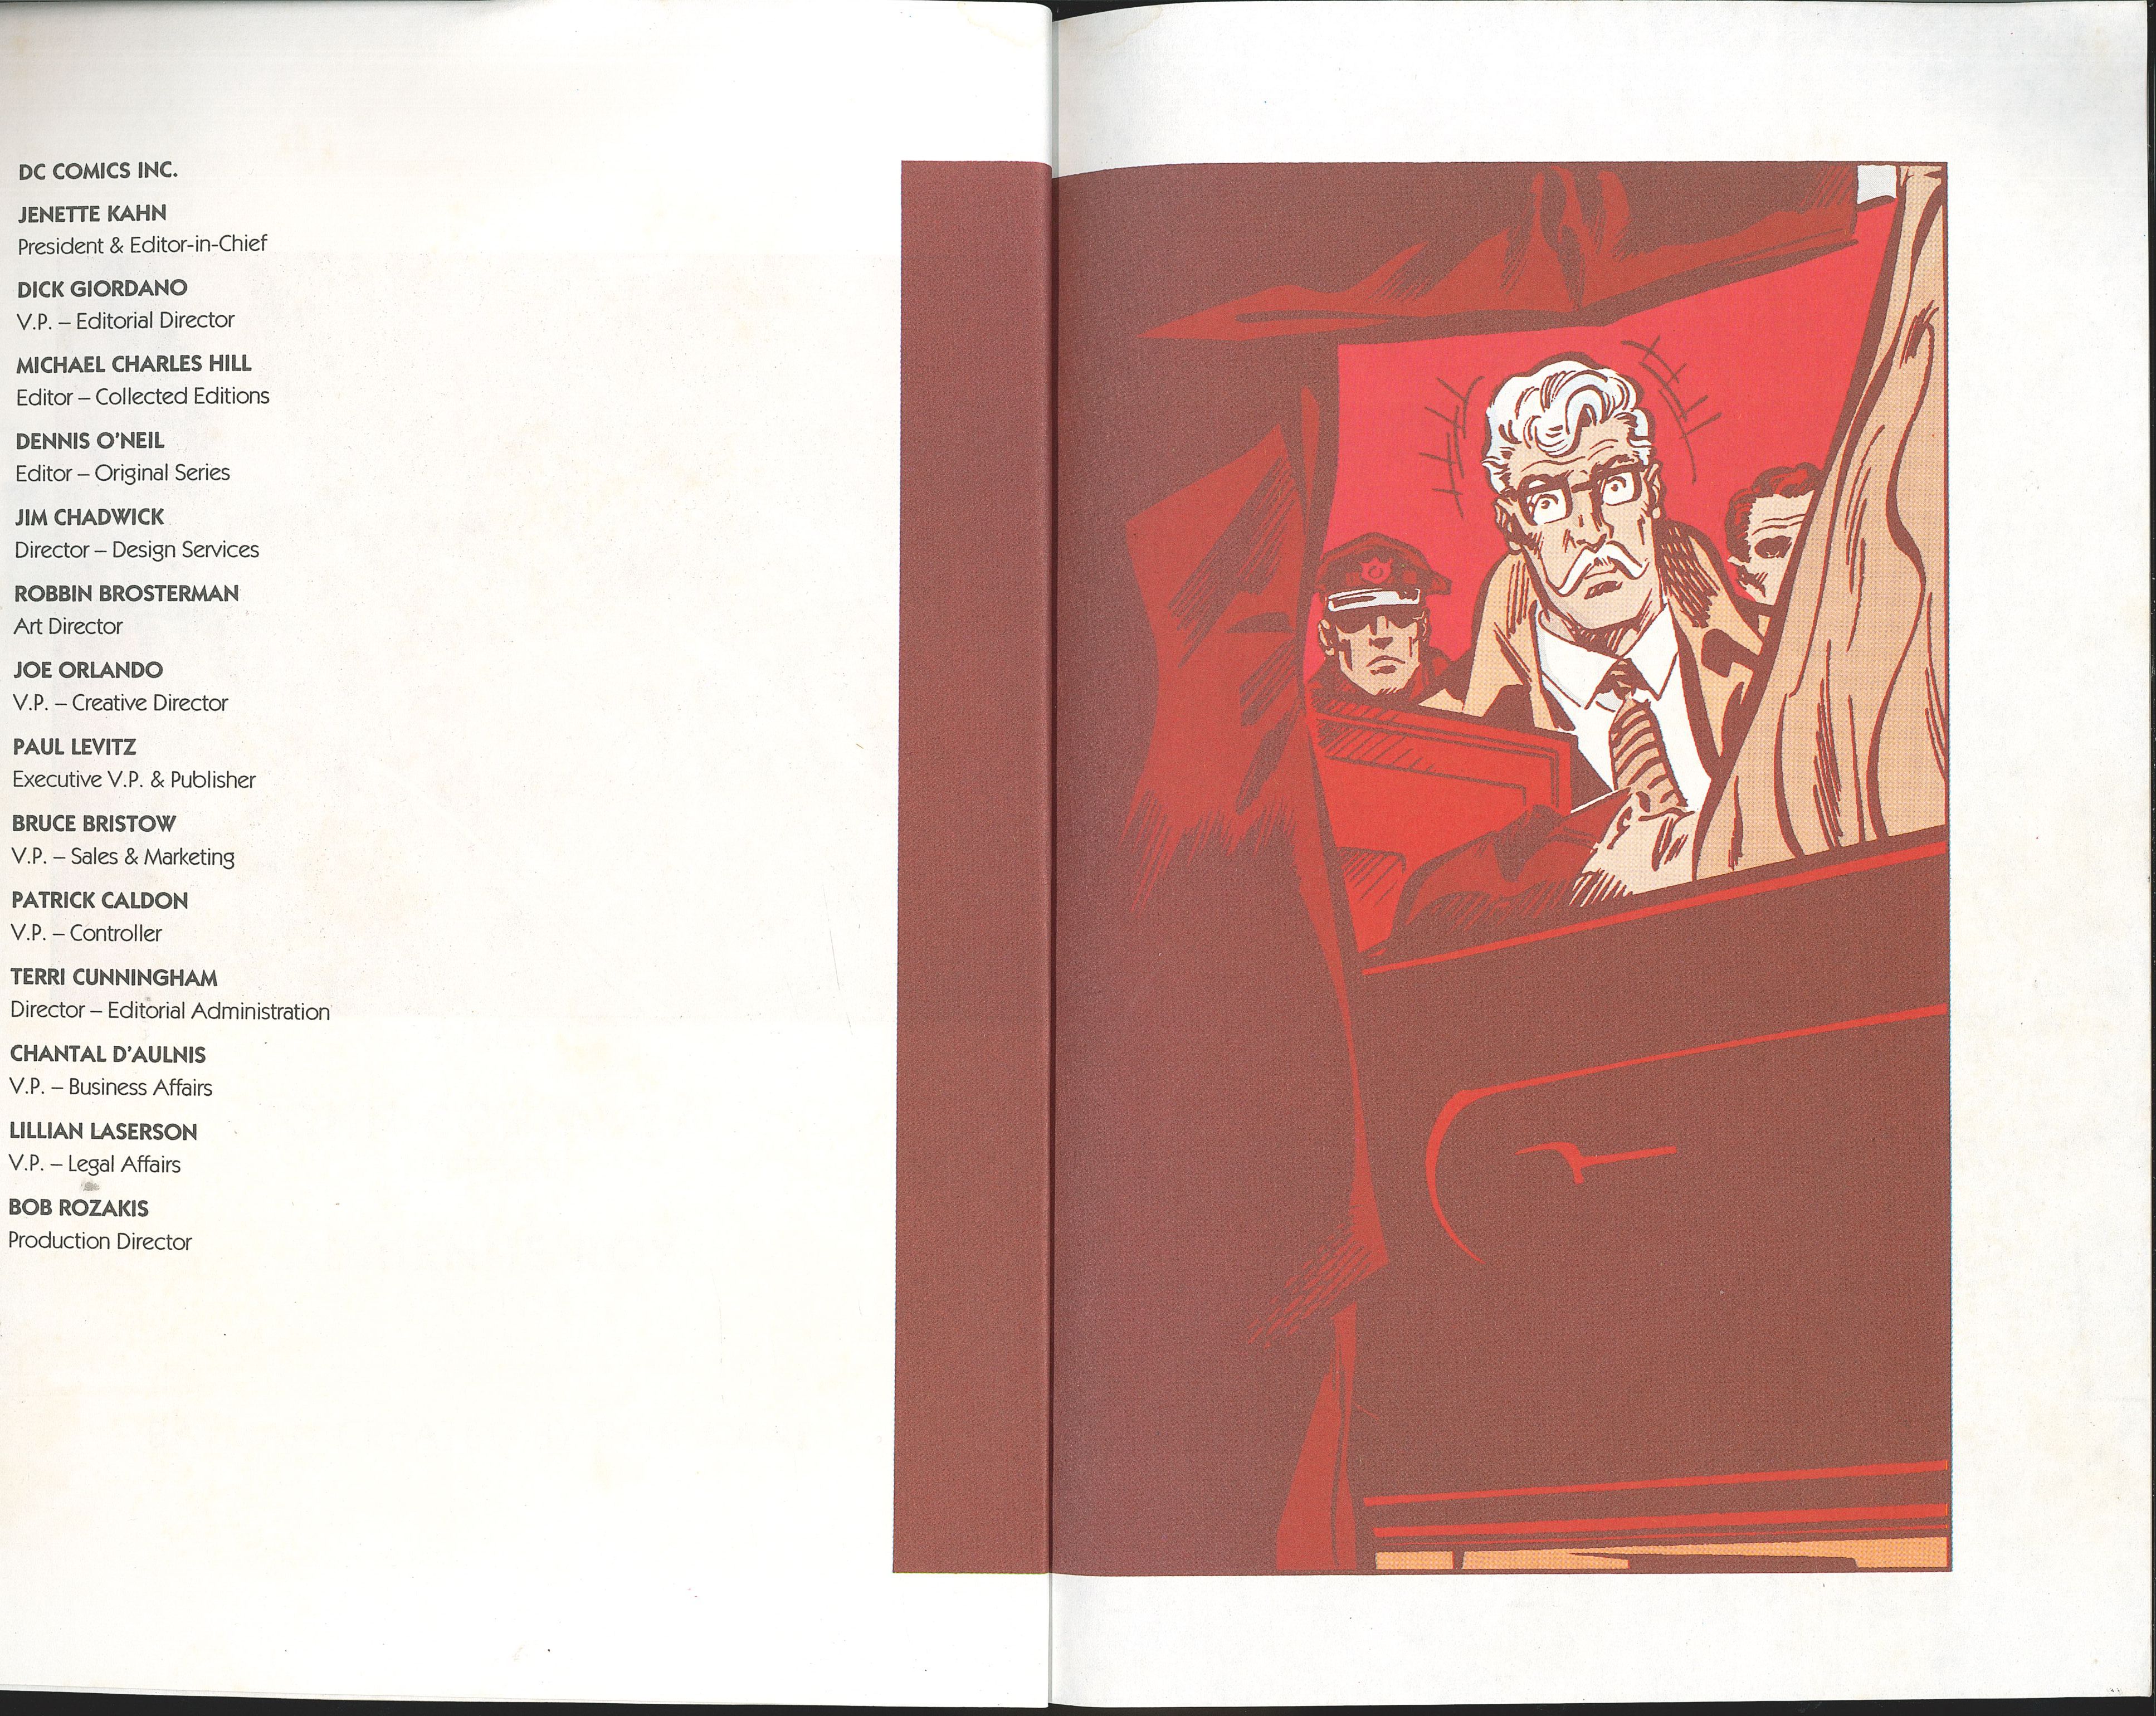 DC COMICS INC.
JENETTE KAHN
President & Editor-in-Chief
DICK GIORDANO
V.P. – Editorial Director
MICHAEL CHARLES HILL
Editor – Collected Editions
DENNIS O'NEIL
Editor – Original Series
JIM CHADWICK
Director – Design Services
ROBBIN BROSTERMAN
Art Director
JOE ORLANDO
V.P. – Creative Director
PAUL LEVITZ
Executive V.P. & Publisher
BRUCE BRISTOW
V.P. – Sales & Marketing
PATRICK CALDON
V.P. – Controller
TERRI CUNNINGHAM
Director – Editorial Administration
CHANTAL D'AULNIS
V.P. – Business Affairs
LILLIAN LASERSON
V.P. – Legal Affairs
BOB ROZAKIS
Production Director